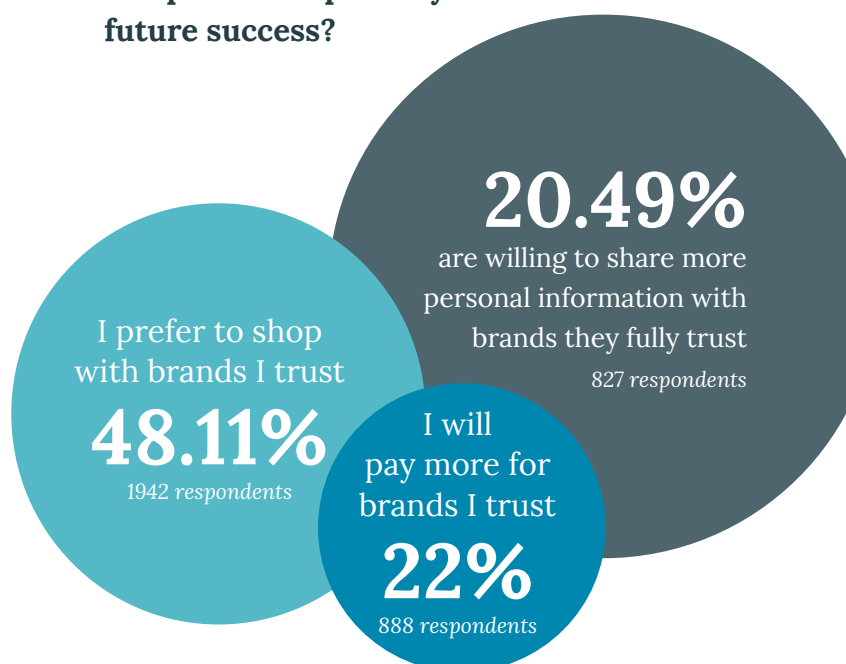 future success?
20.49%
are willing to share more
personal information with
brands they fully trust
827 respondents
I prefer to shop
with brands I trust
48.11%
1942 respondents
I will
pay more for
brands I trust
22%
888 respondents